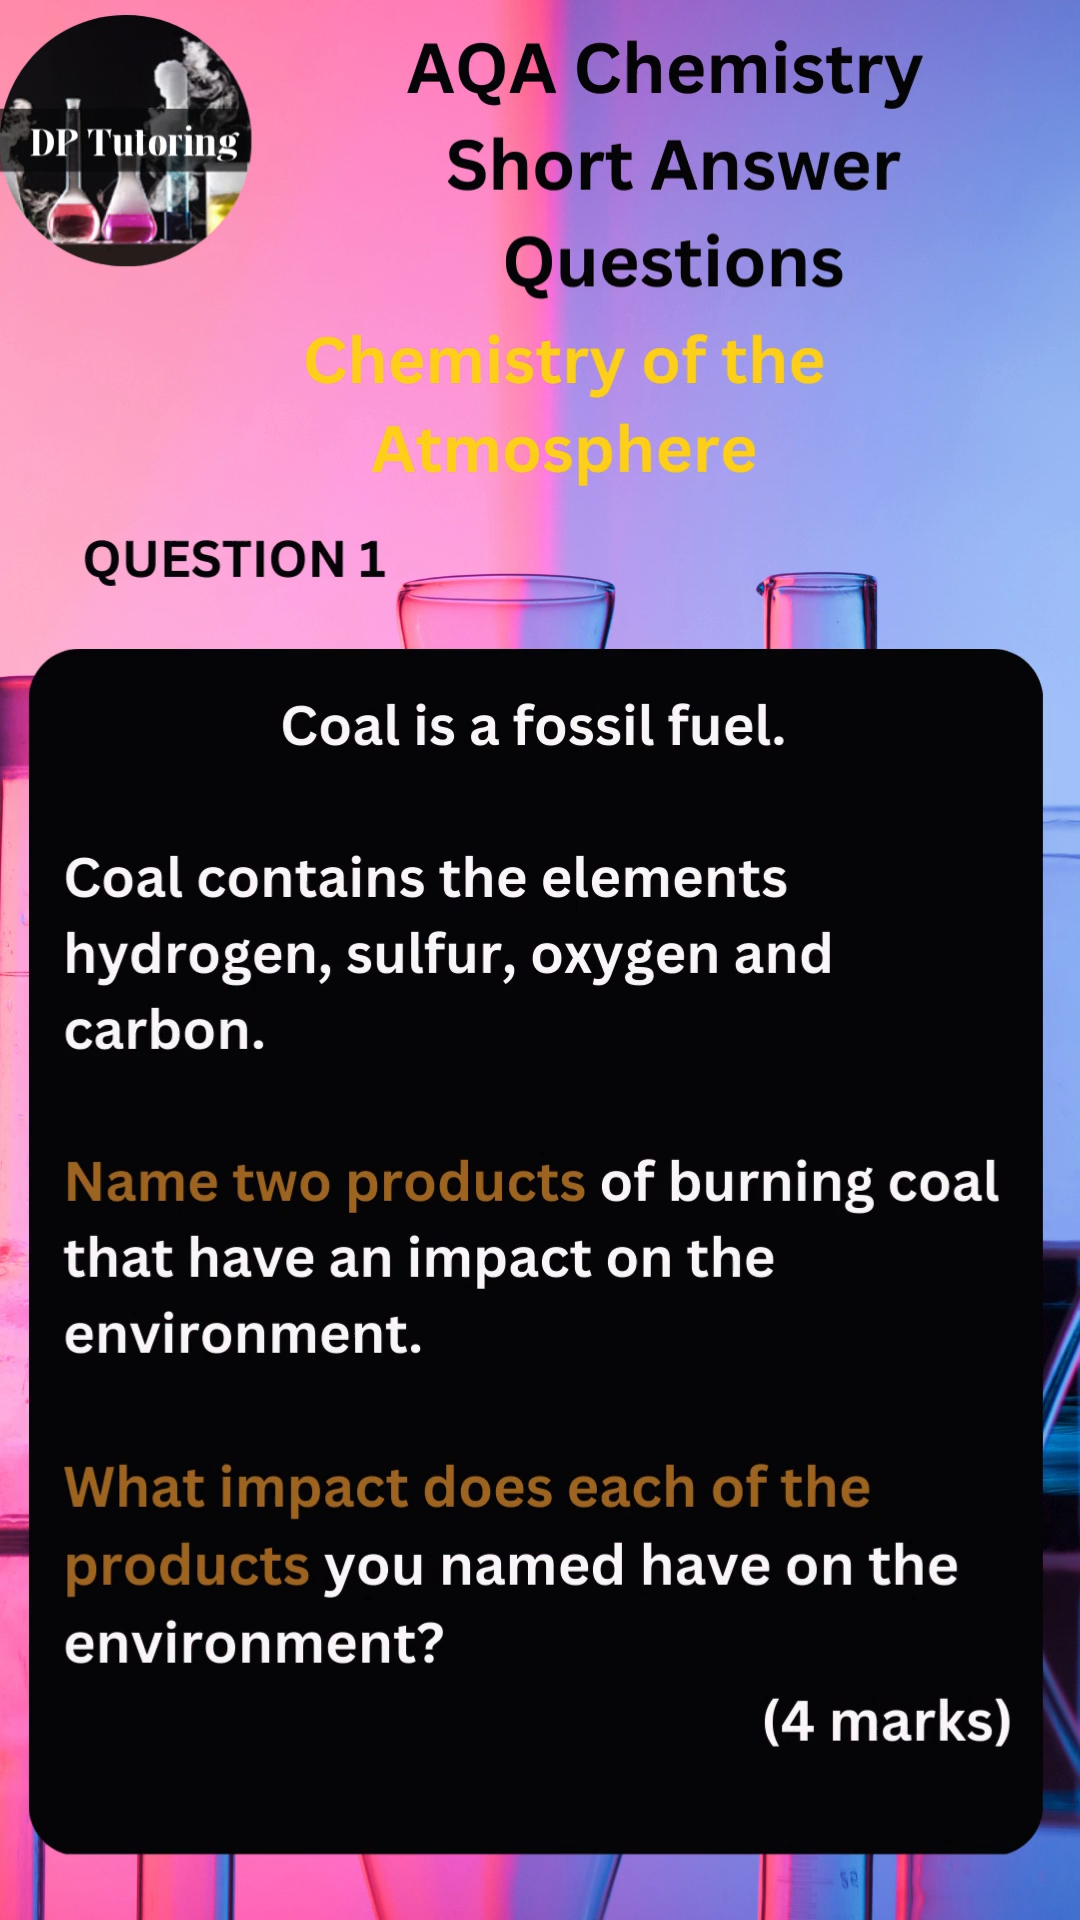 DP Tutoring
AQA Chemistry
Short Answer
Questions
Chemistry of the
Atmosphere
QUESTION 1
Coal is a fossil fuel.
Coal contains the elements
hydrogen, sulfur, oxygen and
carbon.
Name two products of burning coal
that have an impact on the
environment.
What impact does each of the
products you named have on the
environment?
(4 marks)